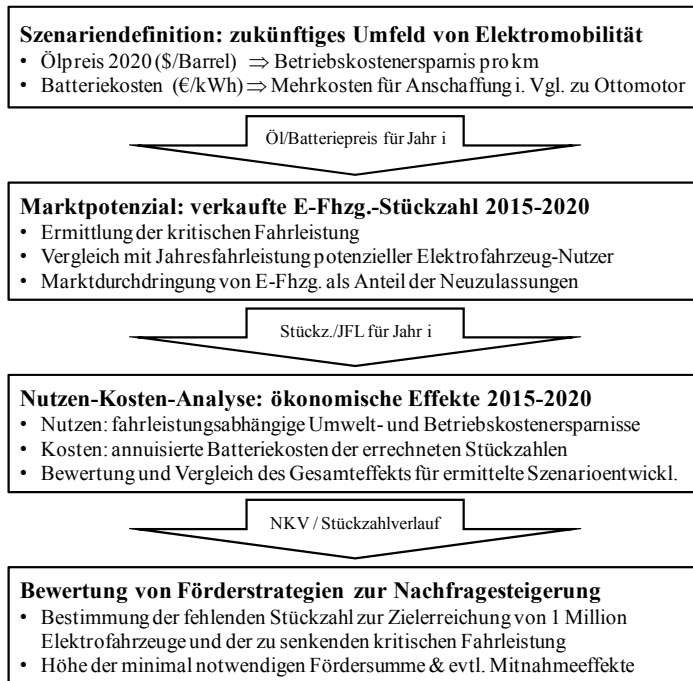 Szenariendefinition: zukünftiges Umfeld von Elektromobilität
• Ölpreis 2020 ($/Barrel) ⇒ Betriebskostenersparnis pro km
• Batteriekosten (€/kWh) ⇒ Mehrkosten für Anschaffung i. Vgl. zu Ottomotor
Öl/Batteriepreis für Jahr i
Marktpotenzial: verkaufte E-Fhzg.-Stückzahl 2015-2020
• Ermittlung der kritischen Fahrleistung
• Vergleich mit Jahresfahrleistung potenzieller Elektrofahrzeug-Nutzer
• Marktdurchdringung von E-Fhzg. als Anteil der Neuzulassungen
Stückz./JFL für Jahr i
Nutzen-Kosten-Analyse: ökonomische Effekte 2015-2020
• Nutzen: fahrleistungsabhängige Umwelt- und Betriebskostenersparnisse
• Kosten: annuisierte Batteriekosten der errechneten Stückzahlen
• Bewertung und Vergleich des Gesamteffekts für ermittelte Szenarioentwickl.
NKV / Stückzahlverlauf
Bewertung von Förderstrategien zur Nachfragesteigerung
• Bestimmung der fehlenden Stückzahl zur Zielerreichung von 1 Million
Elektrofahrzeuge und der zu senkenden kritischen Fahrleistung
• Höhe der minimal notwendigen Fördersumme & evtl. Mitnahmeeffekte